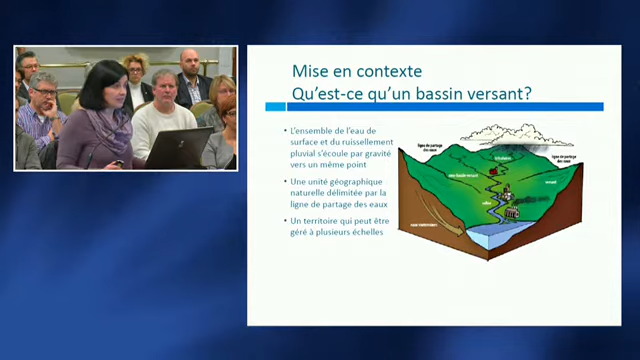 Mise en contexte
Qu'est-ce qu'un bassin versant?
L'ensemble de l'eau de
surface et du ruissellement
pluvial s'écoule par gravité
vers un même point
Une unité géographique
naturelle délimitée par la
ligne de partage des eaux
Un territoire qui peut être
géré à plusieurs échelles
ligne de partage
des eaux
ligne de partage
des eaux
sous-bassin versant
versant